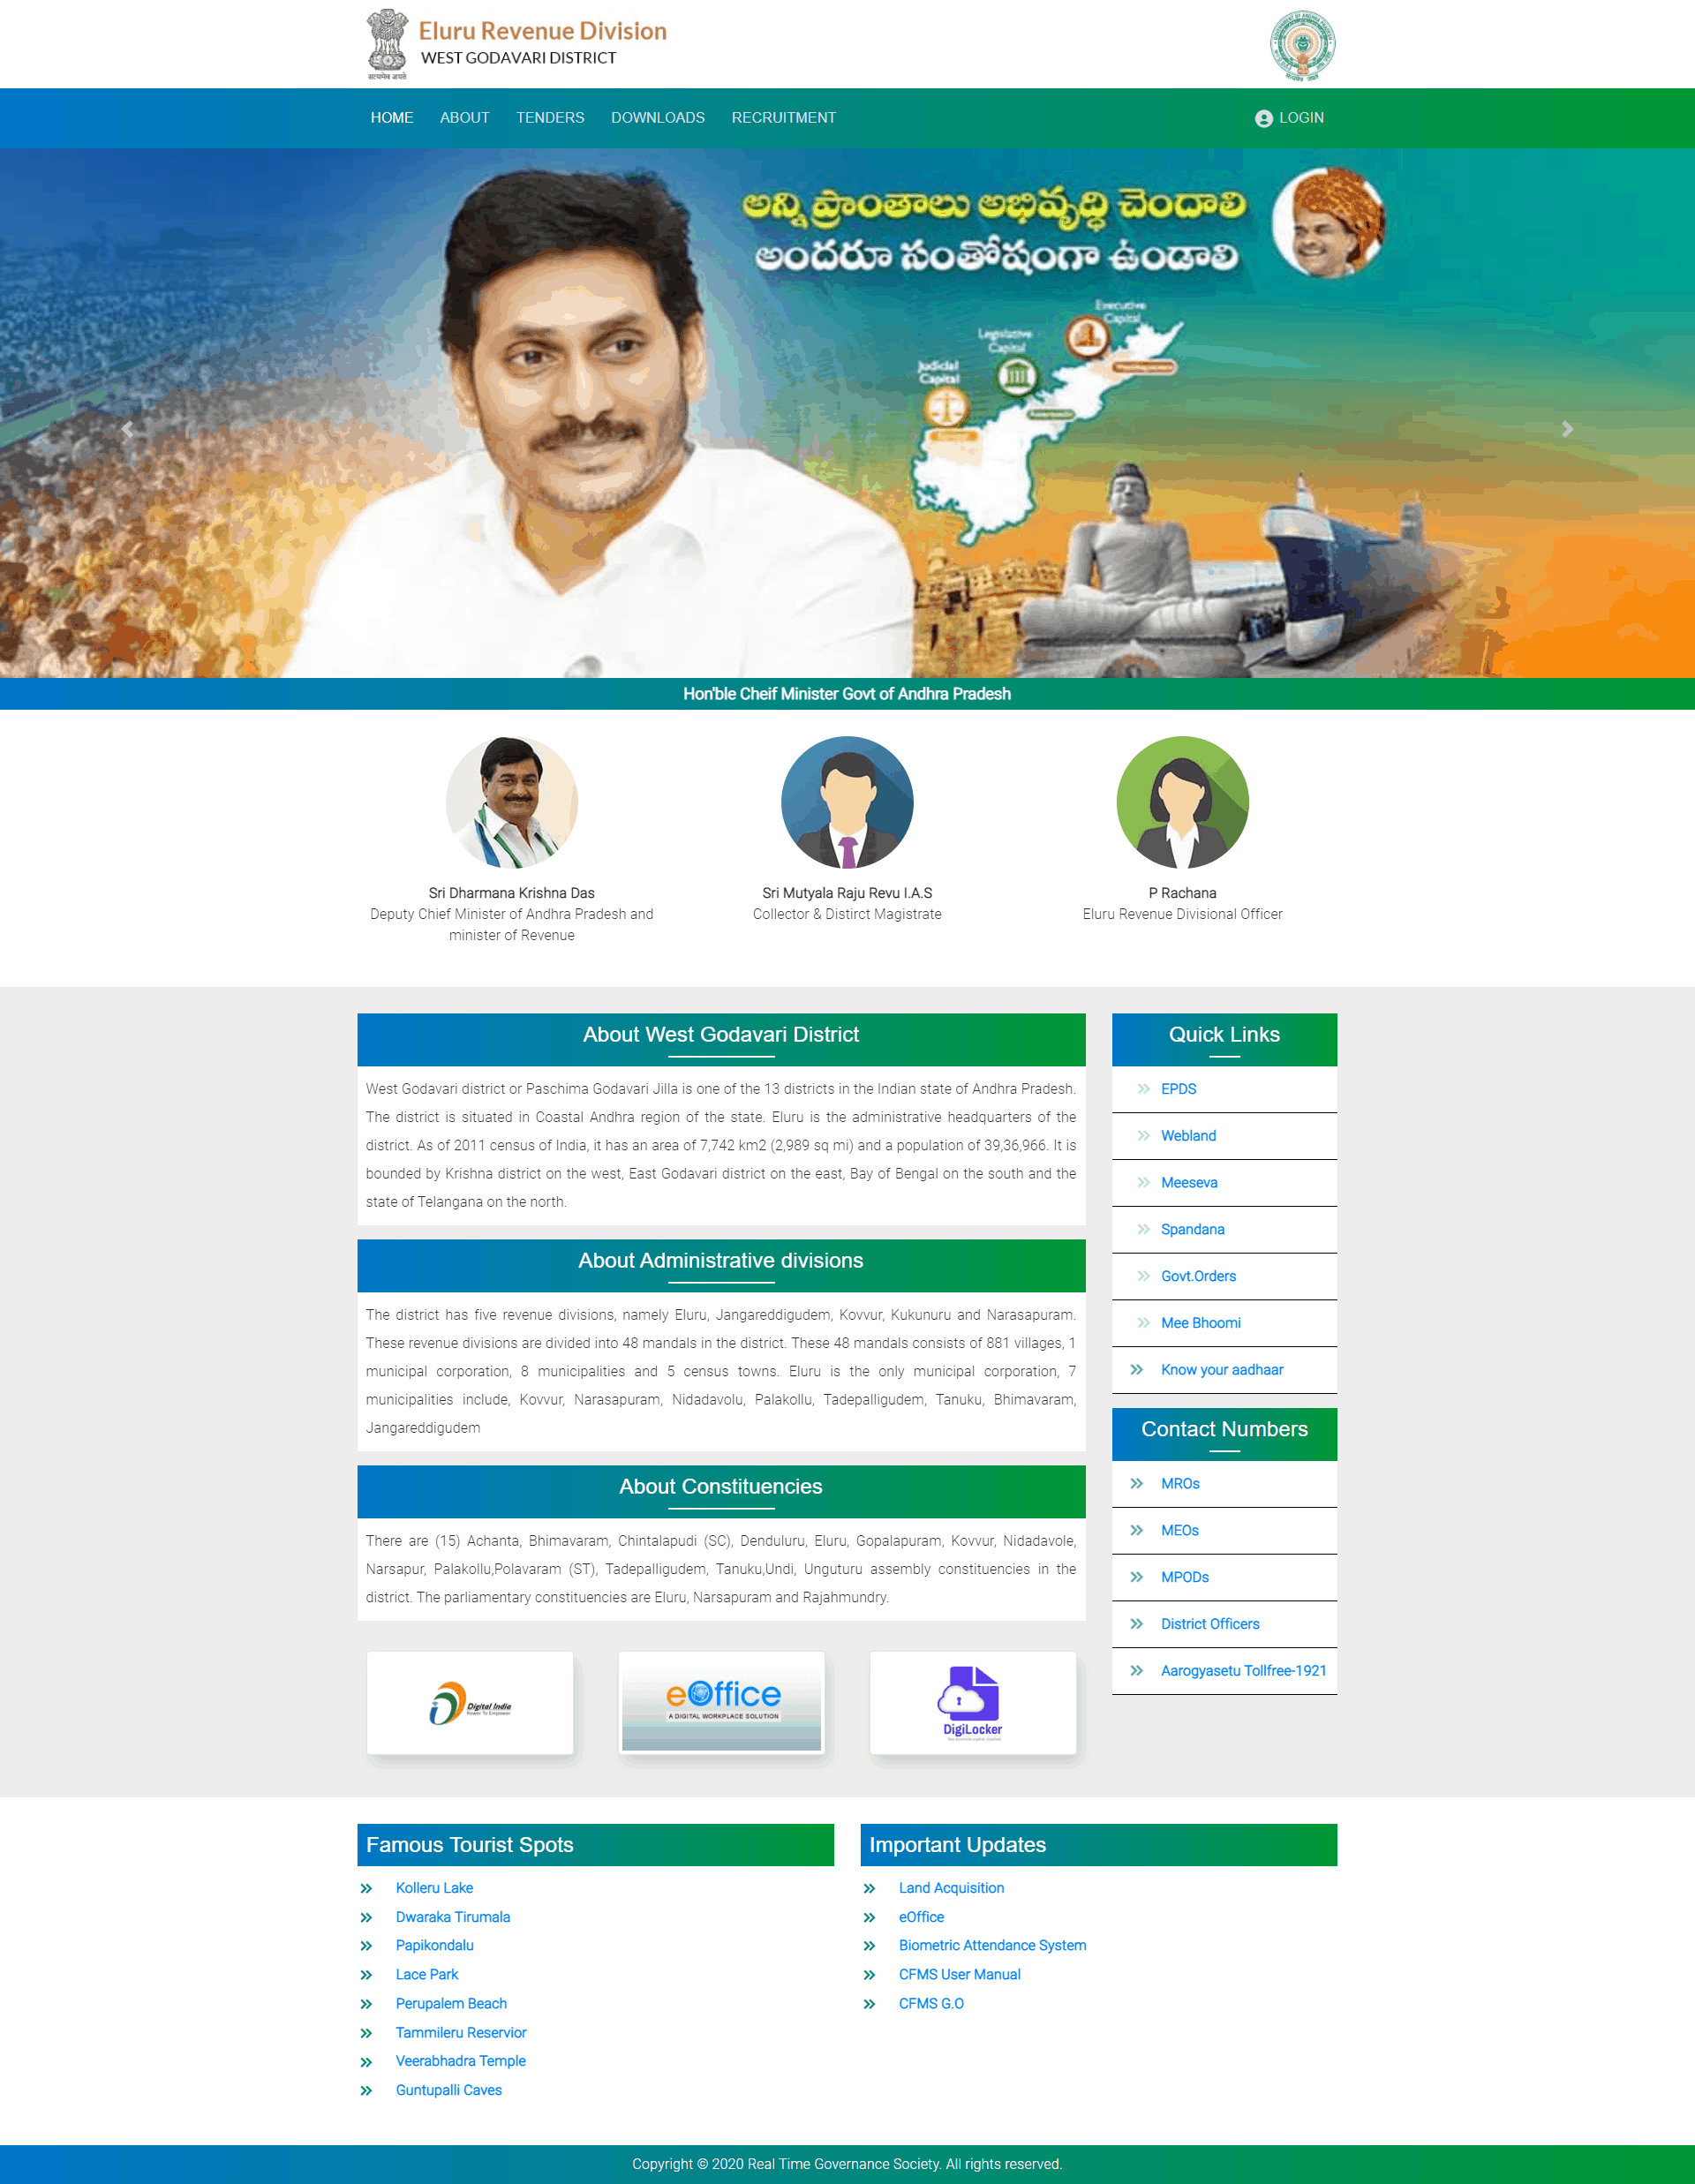 Eluru Revenue Division
WEST GODAVARI DISTRICT
सत्यमेव जयते
HOME ABOUT TENDERS DOWNLOADS RECRUITMENT LOGIN
అన్ని ప్రాంతాలు అభివృద్ధి చెందాలి
అందరూ సంతోషంగా ఉండాలి
Executive
Capital
Legislative
Capital
Judicial
Capital
Hon'ble Cheif Minister Govt of Andhra Pradesh
Sri Dharmana Krishna Das
Deputy Chief Minister of Andhra Pradesh and
minister of Revenue
Sri Mutyala Raju Revu I.A.S
Collector & Distirct Magistrate
P Rachana
Eluru Revenue Divisional Officer
About West Godavari District
West Godavari district or Paschima Godavari Jilla is one of the 13 districts in the Indian state of Andhra Pradesh.
The district is situated in Coastal Andhra region of the state. Eluru is the administrative headquarters of the
district. As of 2011 census of India, it has an area of 7,742 km2 (2,989 sq mi) and a population of 39,36,966. It is
bounded by Krishna district on the west, East Godavari district on the east, Bay of Bengal on the south and the
state of Telangana on the north.
About Administrative divisions
The district has five revenue divisions, namely Eluru, Jangareddigudem, Kovvur, Kukunuru and Narasapuram.
These revenue divisions are divided into 48 mandals in the district. These 48 mandals consists of 881 villages, 1
municipal corporation, 8 municipalities and 5 census towns. Eluru is the only municipal corporation, 7
municipalities include, Kovvur, Narasapuram, Nidadavolu, Palakollu, Tadepalligudem, Tanuku, Bhimavaram,
Jangareddigudem
About Constituencies
There are (15) Achanta, Bhimavaram, Chintalapudi (SC), Denduluru, Eluru, Gopalapuram, Kovvur, Nidadavole,
Narsapur, Palakollu,Polavaram (ST), Tadepalligudem, Tanuku,Undi, Unguturu assembly constituencies in the
district. The parliamentary constituencies are Eluru, Narsapuram and Rajahmundry.
Digital India
Power To Empower
eOffice
A DIGITAL WORKPLACE SOLUTION
DigiLocker
Quick Links
EPDS
Webland
Meeseva
Spandana
Govt.Orders
Mee Bhoomi
Know your aadhaar
Contact Numbers
MROs
MEOs
MPODs
District Officers
Aarogyasetu Tollfree-1921
Famous Tourist Spots
Kolleru Lake
Dwaraka Tirumala
Papikondalu
Lace Park
Perupalem Beach
Tammileru Reservior
Veerabhadra Temple
Guntupalli Caves
Important Updates
Land Acquisition
eOffice
Biometric Attendance System
CFMS User Manual
CFMS G.O
Copyright © 2020 Real Time Governance Society. All rights reserved.